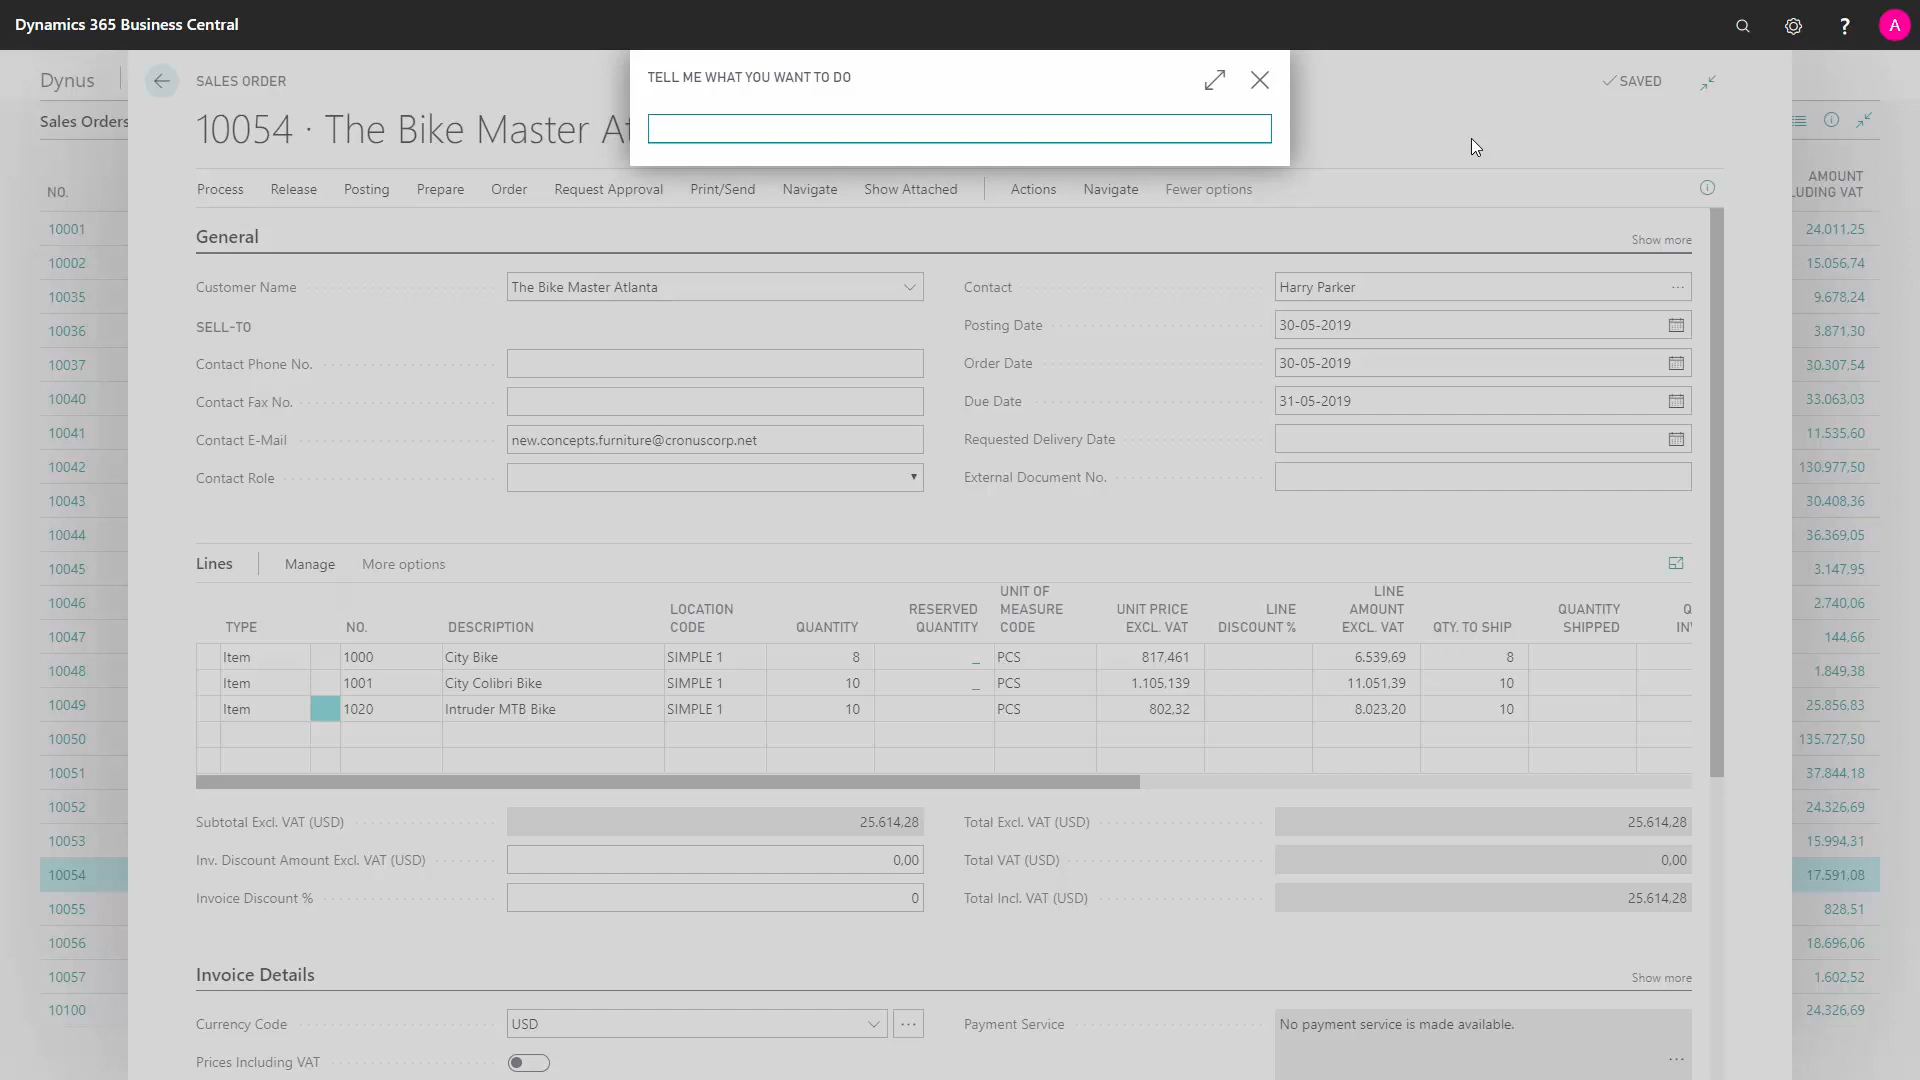 Dynamics 365 Business Central
? A
Dynus
SALES ORDER
TELL ME WHAT YOU WANT TO DO
SAVED
Sales Orders
10054 · The Bike Master At
Process Release Posting Prepare Order Request Approval Print/Send Navigate Show Attached Actions Navigate Fewer options
NO.
AMOUNT
LUDING VAT
10001 24.011,25
10002 15.056,74
10035 9.678,24
10036 3.871,30
10037 30.307,54
10040 33.063,03
10041 11.535,60
10042 130.977,50
10043 30.408,36
10044 36.369,05
10045 3.147,95
10046 2.740,06
10047 144,66
10048 1.849,38
10049 25.856,83
10050 135.727,50
10051 37.844,18
10052 24.326,69
10053 15.994,31
10054 17.591,08
10055 828,51
10056 18.696,06
10057 1.602,52
10100 24.326,69
General
Show more
Customer Name The Bike Master Atlanta
SELL-TO
Contact Phone No.
Contact Fax No.
Contact E-Mail new.concepts.furniture@cronuscorp.net
Contact Role
Contact Harry Parker
Posting Date 30-05-2019
Order Date 30-05-2019
Due Date 31-05-2019
Requested Delivery Date
External Document No.
Lines Manage More options
TYPE NO. DESCRIPTION LOCATION CODE QUANTITY RESERVED QUANTITY UNIT OF MEASURE CODE UNIT PRICE EXCL. VAT LINE DISCOUNT % LINE AMOUNT EXCL. VAT QTY. TO SHIP QUANTITY SHIPPED Q IN
Item 1000 City Bike SIMPLE 1 8 _ PCS 817,461 6.539,69 8
Item 1001 City Colibri Bike SIMPLE 1 10 _ PCS 1.105,139 11.051,39 10
Item 1020 Intruder MTB Bike SIMPLE 1 10 PCS 802,32 8.023,20 10
Subtotal Excl. VAT (USD) 25.614,28
Inv. Discount Amount Excl. VAT (USD) 0,00
Invoice Discount % 0
Total Excl. VAT (USD) 25.614,28
Total VAT (USD) 0,00
Total Incl. VAT (USD) 25.614,28
Invoice Details
Show more
Currency Code USD
Prices Including VAT
Payment Service No payment service is made available.